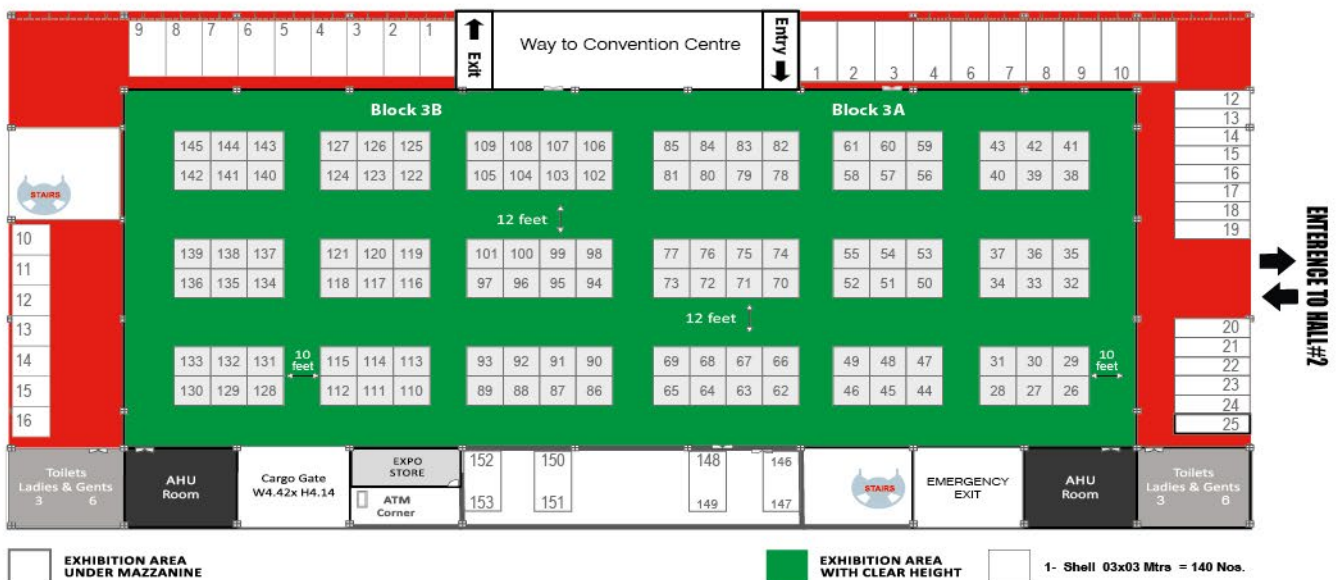 9 8 7 6 5 4 3 2 1
Exit
Way to Convention Centre
Entry
1 2 3 4 6 7 8 9 10
Block 3B
Block 3A
12
13
14
15
16
17
18
19
145 144 143 127 126 125 109 108 107 106 85 84 83 82 61 60 59 43 42 41
142 141 140 124 123 122 105 104 103 102 81 80 79 78 58 57 56 40 39 38
STAIRS
12 feet
10
11
12
13
14
15
16
139 138 137 121 120 119 101 100 99 98 77 76 75 74 55 54 53 37 36 35
136 135 134 118 117 116 97 96 95 94 73 72 71 70 52 51 50 34 33 32
ENTERENCE TO HALL#2
12 feet
20
21
22
23
24
25
133 132 131 115 114 113 93 92 91 90 69 68 67 66 49 48 47 31 30 29
10
feet
10
feet
130 129 128 112 111 110 89 88 87 86 65 64 63 62 46 45 44 28 27 26
Toilets
Ladies & Gents
3 6
AHU
Room
Cargo Gate
W4.42x H4.14
EXPO
STORE
ATM
Corner
152 150 148 146
153 151 149 147
STAIRS
EMERGENCY
EXIT
AHU
Room
Toilets
Ladies & Gents
3 6
EXHIBITION AREA
UNDER MAZZANINE
EXHIBITION AREA
WITH CLEAR HEIGHT
1- Shell 03x03 Mtrs = 140 Nos.